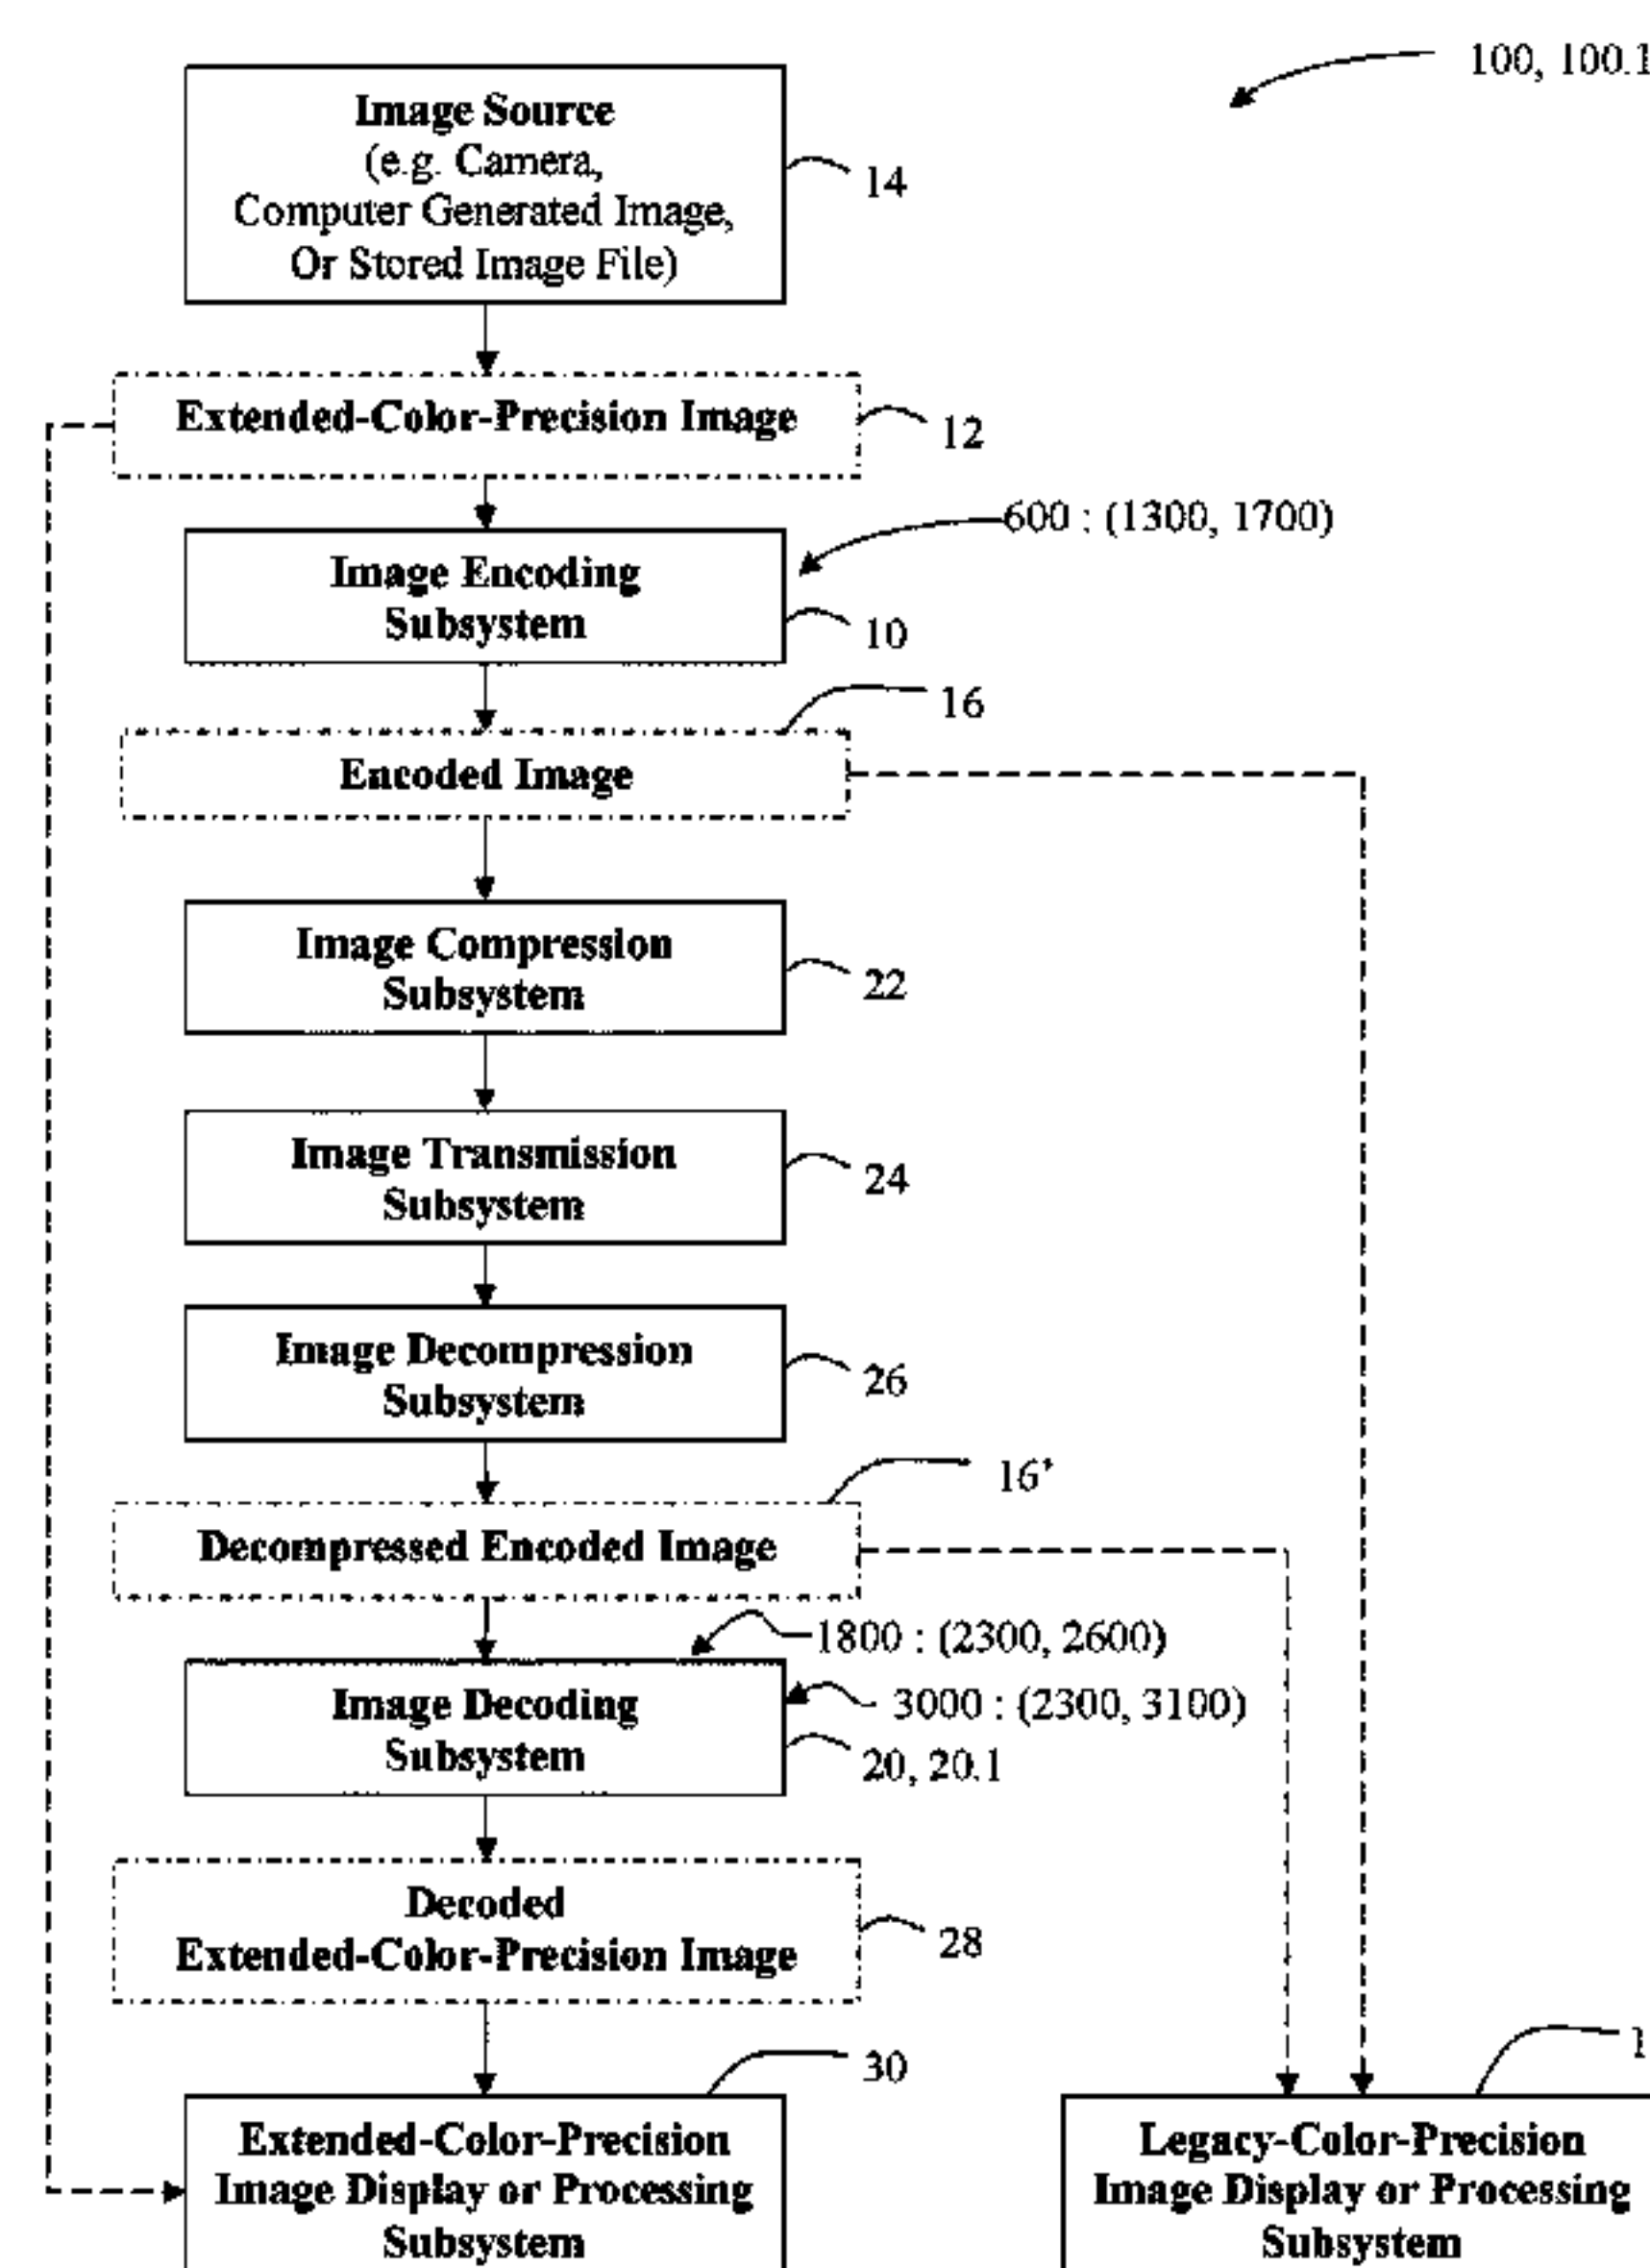 100, 100.1
Image Source
(e.g. Camera,
Computer Generated Image,
Or Stored Image File)
14
Extended-Color-Precision Image
12
600 : (1300, 1700)
Image Encoding
Subsystem
10
16
Encoded Image
Image Compression
Subsystem
22
Image Transmission
Subsystem
24
Image Decompression
Subsystem
26
16'
Decompressed Encoded Image
1800 : (2300, 2600)
Image Decoding
Subsystem
3000 : (2300, 3100)
20, 20.1
Decoded
Extended-Color-Precision Image
28
30
Extended-Color-Precision
Image Display or Processing
Subsystem
1
Legacy-Color-Precision
Image Display or Processing
Subsystem